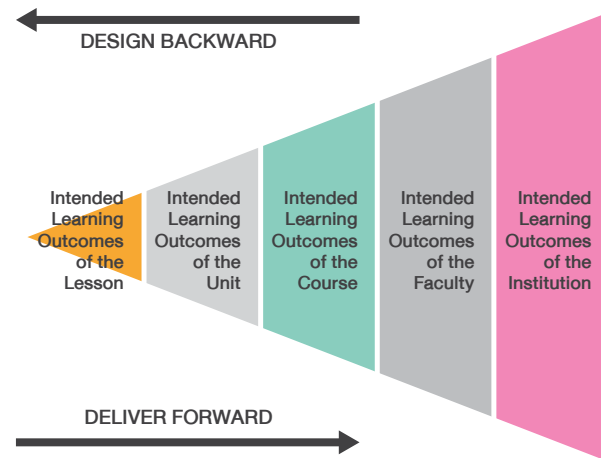 DESIGN BACKWARD
Intended
Learning
Outcomes
of the
Lesson
Intended
Learning
Outcomes
of the
Unit
Intended
Learning
Outcomes
of the
Course
Intended
Learning
Outcomes
of the
Faculty
Intended
Learning
Outcomes
of the
Institution
DELIVER FORWARD